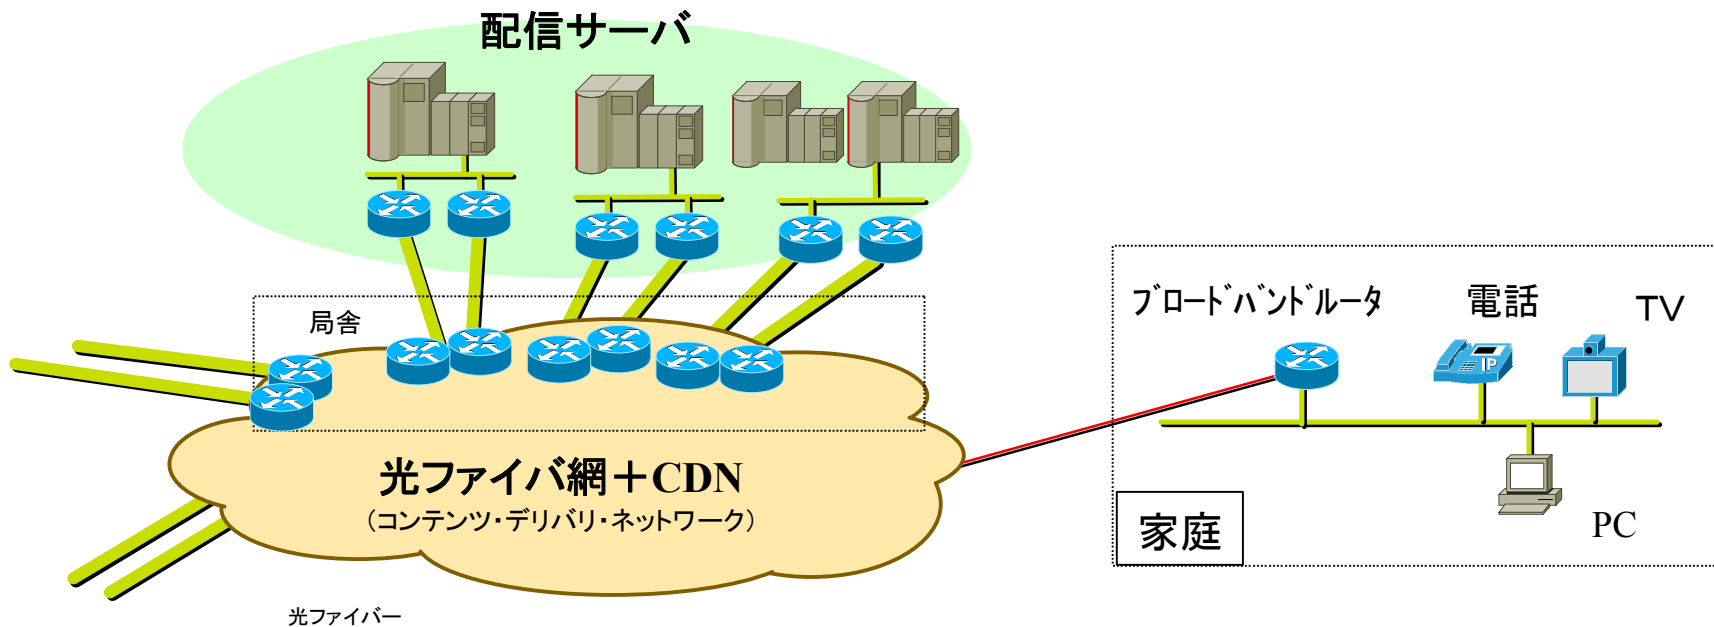 配信サーバ
局舎
ﾌﾞﾛｰﾄﾞﾊﾞﾝﾄﾞﾙｰﾀ
電話
TV
IP
光ファイバ網＋CDN
（コンテンツ・デリバリ・ネットワーク）
家庭
PC
光ファイバー